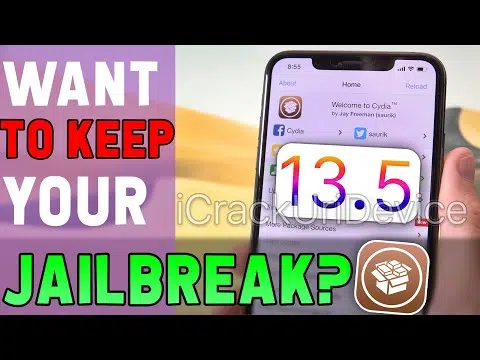 WANT
TO KEEP
YOUR
JAILBREAK?
8:55
About
Home
Reload
Welcome to Cydia™
by Jay Freeman (saurik)
Cydia
saurik
13.5
iCrackUriDevice
More Package Sources